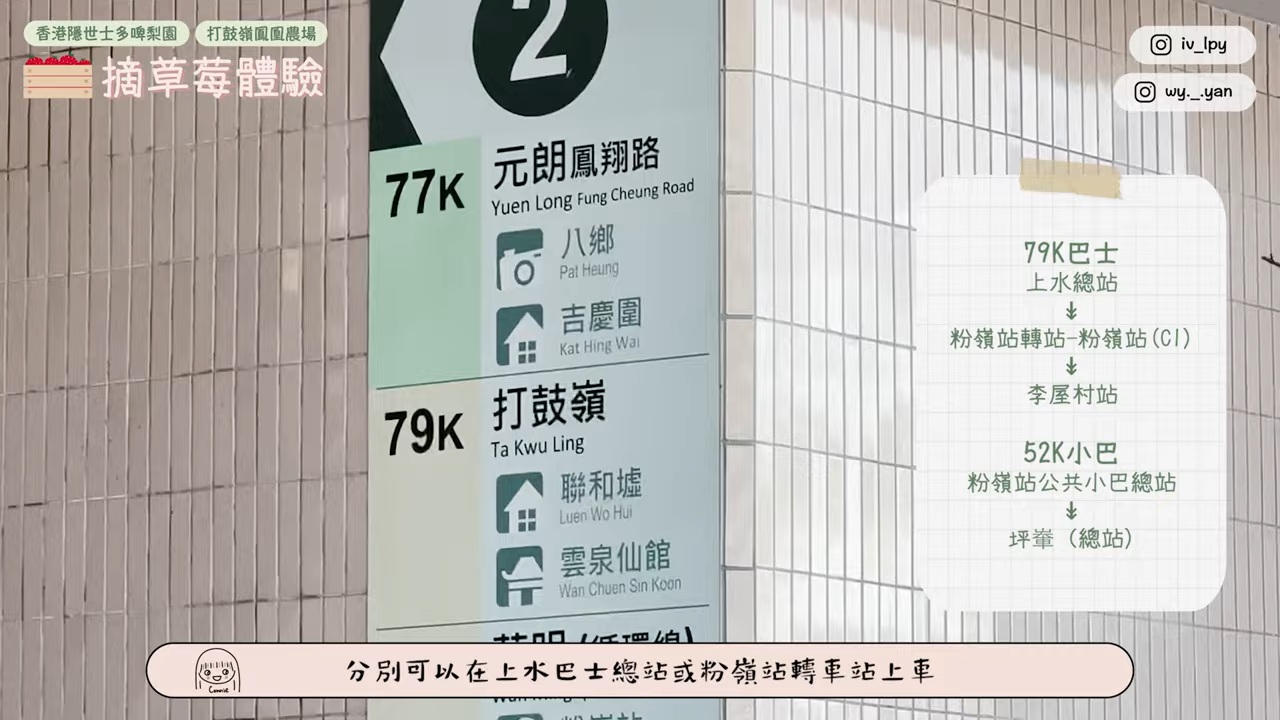 香港隱世士多啤梨園
打鼓嶺鳳凰農場
摘草莓體驗
iv_lpy
wy._.yan
2
77K
元朗鳳翔路
Yuen Long Fung Cheung Road
八鄉
Pat Heung
吉慶圍
Kat Hing Wai
79K
打鼓嶺
Ta Kwu Ling
聯和墟
Luen Wo Hui
雲泉仙館
Wan Chuen Sin Koon
79K巴士
上水總站
↡
粉嶺站轉站-粉嶺站(C1)
↡
李屋村站
52K小巴
粉嶺站公共小巴總站
↡
坪輋 (總站)
分別可以在上水巴士總站或粉嶺站轉車站上車
Connie